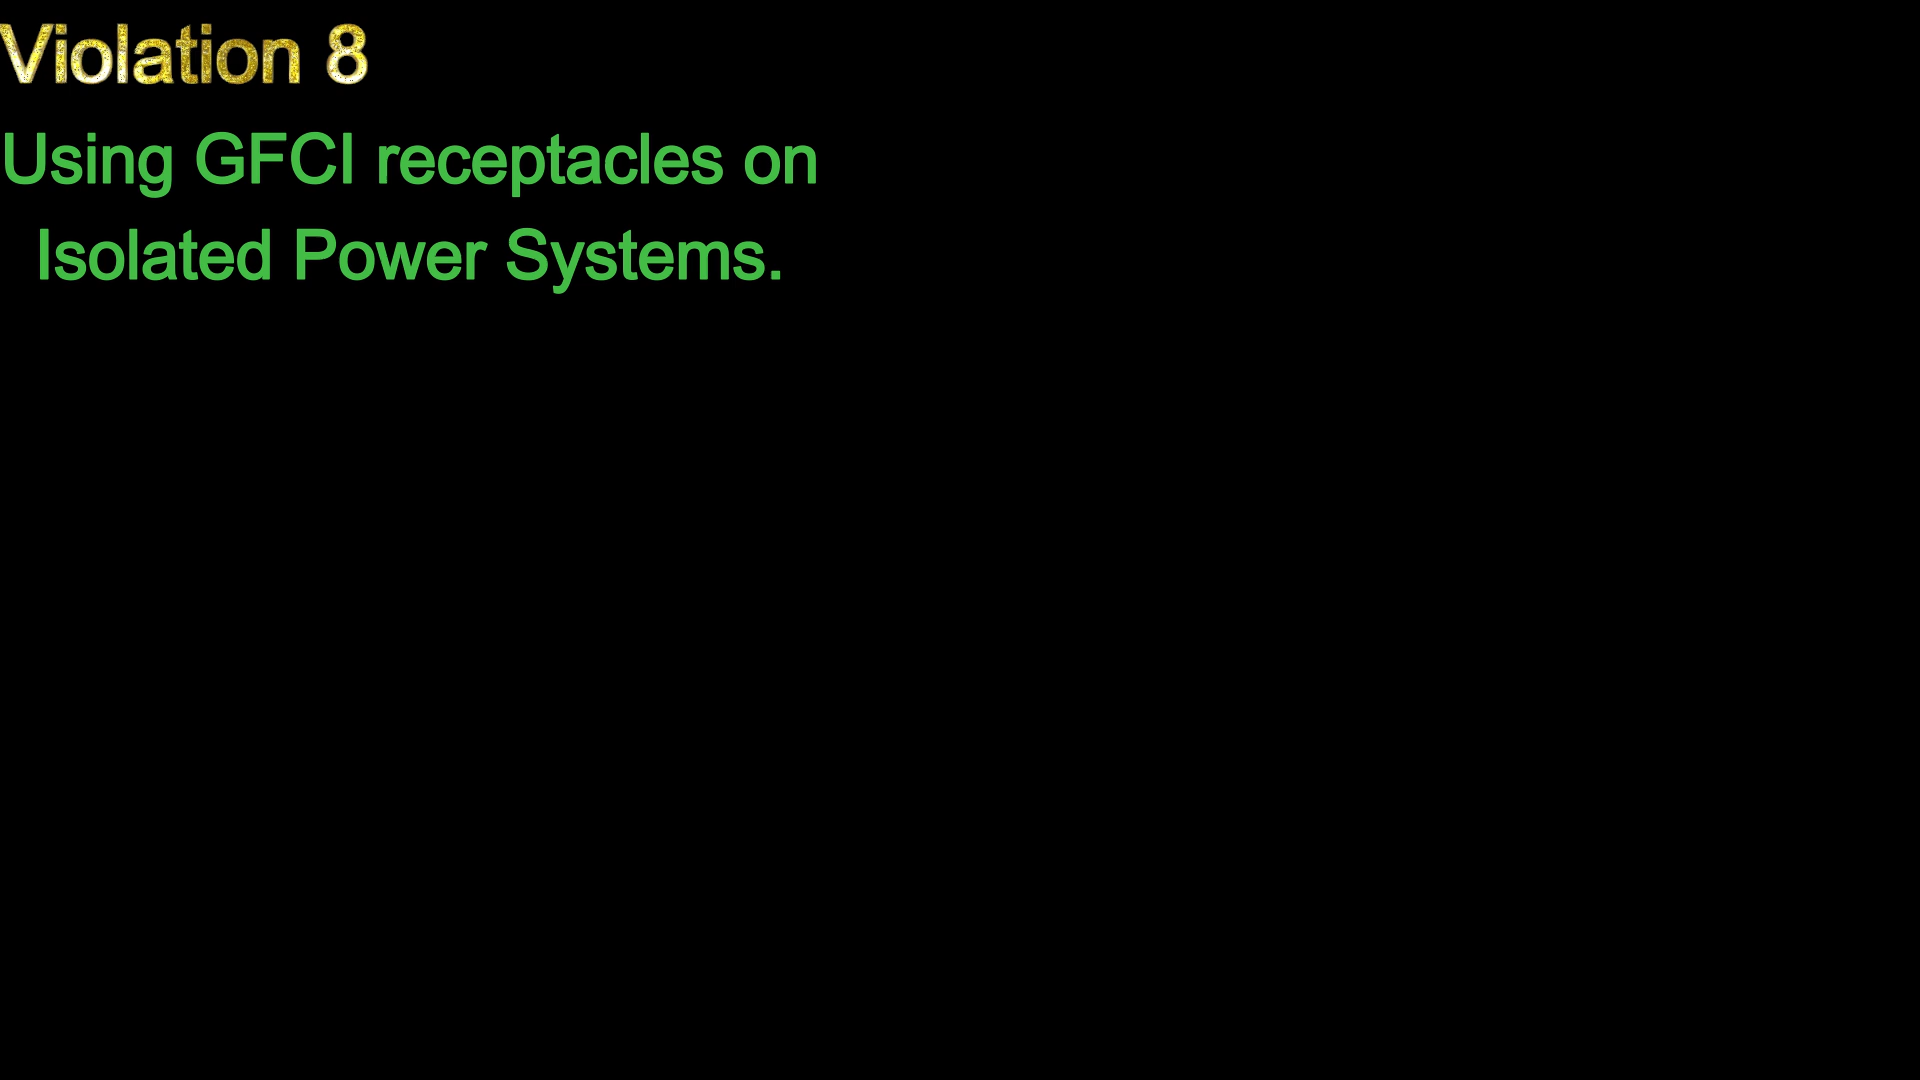 Violation 8
Using GFCI receptacles on
Isolated Power Systems.